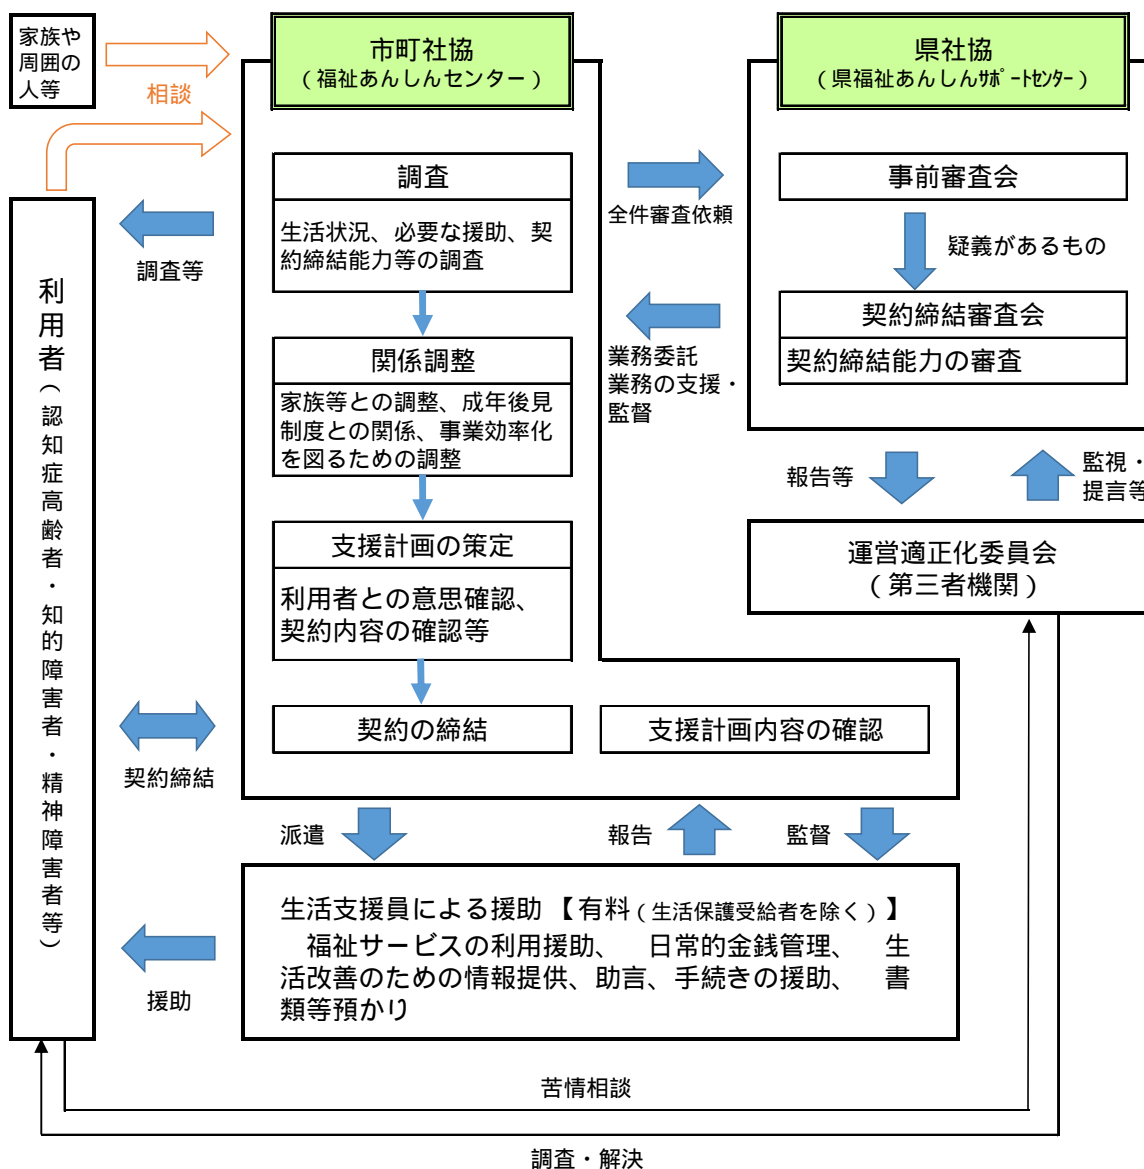 家族や
周囲の
人等
相談
市町社協
（福祉あんしんセンター）
県社協
（県福祉あんしんｻﾎﾟｰﾄｾﾝﾀｰ）
調査
生活状況、必要な援助、契
約締結能力等の調査
関係調整
家族等との調整、成年後見
制度との関係、事業効率化
を図るための調整
支援計画の策定
利用者との意思確認、
契約内容の確認等
契約の締結
支援計画内容の確認
全件審査依頼
業務委託
業務の支援・
監督
事前審査会
疑義があるもの
契約締結審査会
契約締結能力の審査
報告等
監視・
提言等
運営適正化委員会
（第三者機関）
利用者（認知症高齢者・知的障害者・精神障害者等）
調査等
契約締結
援助
派遣
報告
監督
生活支援員による援助【有料（生活保護受給者を除く）】
福祉サービスの利用援助、　日常的金銭管理、　生
活改善のための情報提供、助言、手続きの援助、　書
類等預かり
苦情相談
調査・解決